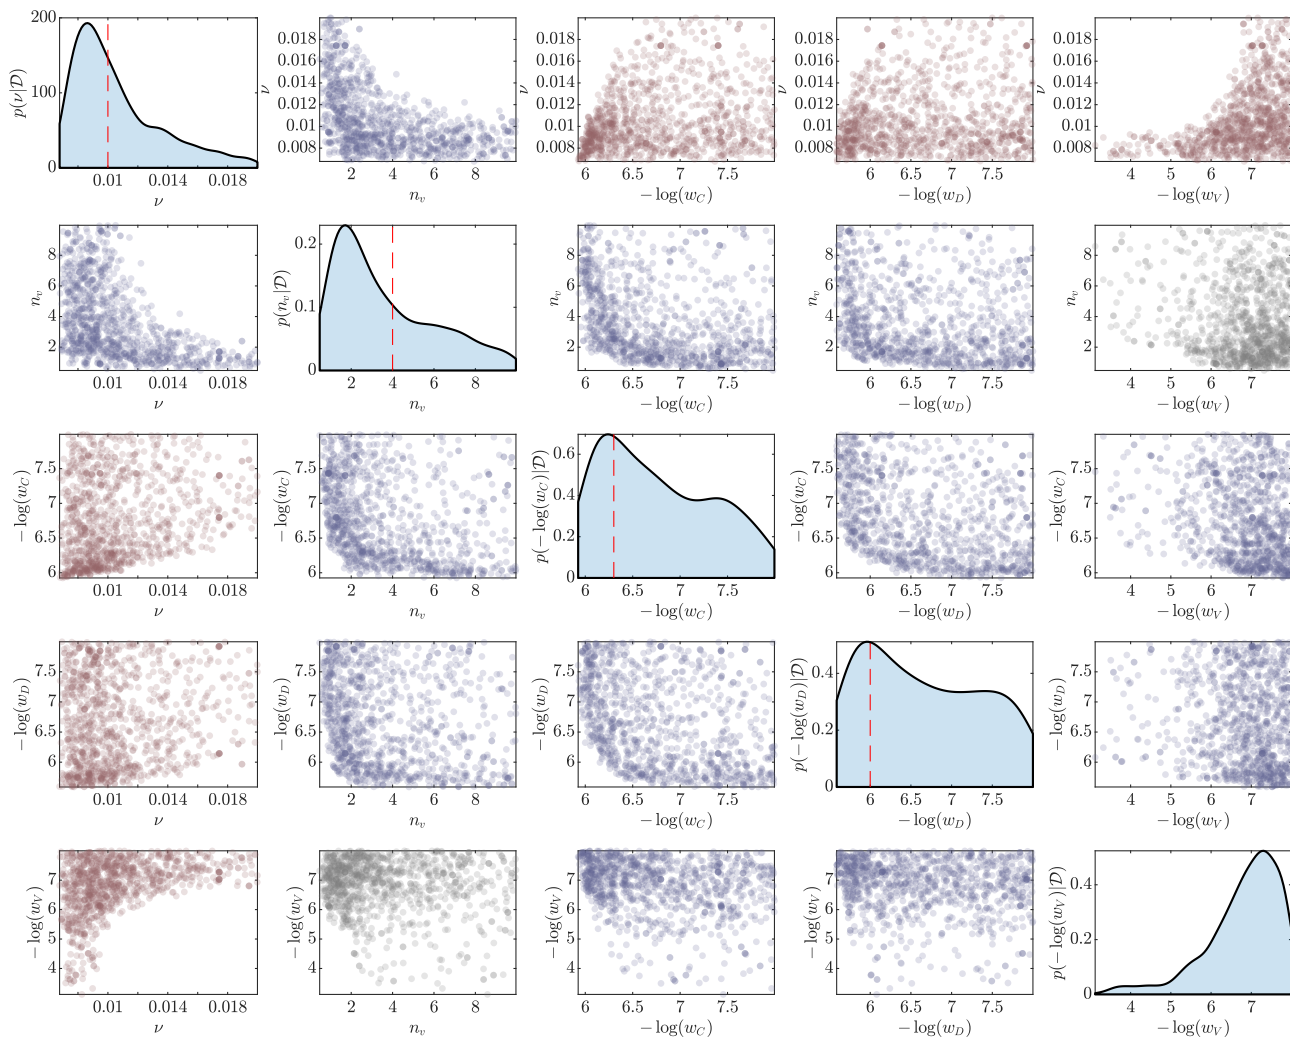 200
100
0
p(ν|𝒟)
0.01 0.014 0.018
ν
0.018
0.016
0.014
0.012
0.01
0.008
ν
2 4 6 8
n_v
0.018
0.016
0.014
0.012
0.01
0.008
ν
6 6.5 7 7.5
− log(w_C)
0.018
0.016
0.014
0.012
0.01
0.008
ν
6 6.5 7 7.5
− log(w_D)
0.018
0.016
0.014
0.012
0.01
0.008
ν
4 5 6 7
− log(w_V)
8
6
4
2
n_v
0.01 0.014 0.018
ν
0.2
0.1
0
p(n_v|𝒟)
2 4 6 8
n_v
8
6
4
2
n_v
6 6.5 7 7.5
− log(w_C)
8
6
4
2
n_v
6 6.5 7 7.5
− log(w_D)
8
6
4
2
n_v
4 5 6 7
− log(w_V)
7.5
7
6.5
6
− log(w_C)
0.01 0.014 0.018
ν
7.5
7
6.5
6
− log(w_C)
2 4 6 8
n_v
0.6
0.4
0.2
0
p(− log(w_C)|𝒟)
6 6.5 7 7.5
− log(w_C)
7.5
7
6.5
6
− log(w_C)
6 6.5 7 7.5
− log(w_D)
7.5
7
6.5
6
− log(w_C)
4 5 6 7
− log(w_V)
7.5
7
6.5
6
− log(w_D)
0.01 0.014 0.018
ν
7.5
7
6.5
6
− log(w_D)
2 4 6 8
n_v
7.5
7
6.5
6
− log(w_D)
6 6.5 7 7.5
− log(w_C)
0.4
0.2
0
p(− log(w_D)|𝒟)
6 6.5 7 7.5
− log(w_D)
7.5
7
6.5
6
− log(w_D)
4 5 6 7
− log(w_V)
7
6
5
4
− log(w_V)
0.01 0.014 0.018
ν
7
6
5
4
− log(w_V)
2 4 6 8
n_v
7
6
5
4
− log(w_V)
6 6.5 7 7.5
− log(w_C)
7
6
5
4
− log(w_V)
6 6.5 7 7.5
− log(w_D)
0.4
0.2
0
p(− log(w_V)|𝒟)
4 5 6 7
− log(w_V)